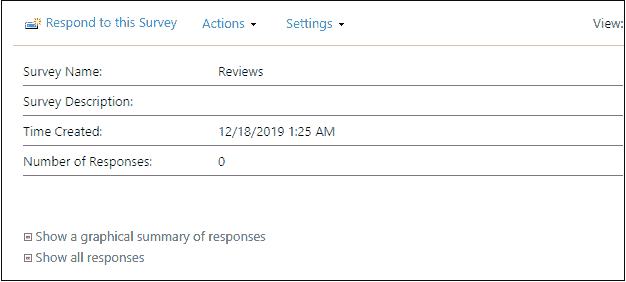 Respond to this Survey Actions Settings View:
Survey Name: Reviews
Survey Description:
Time Created: 12/18/2019 1:25 AM
Number of Responses: 0
Show a graphical summary of responses
Show all responses